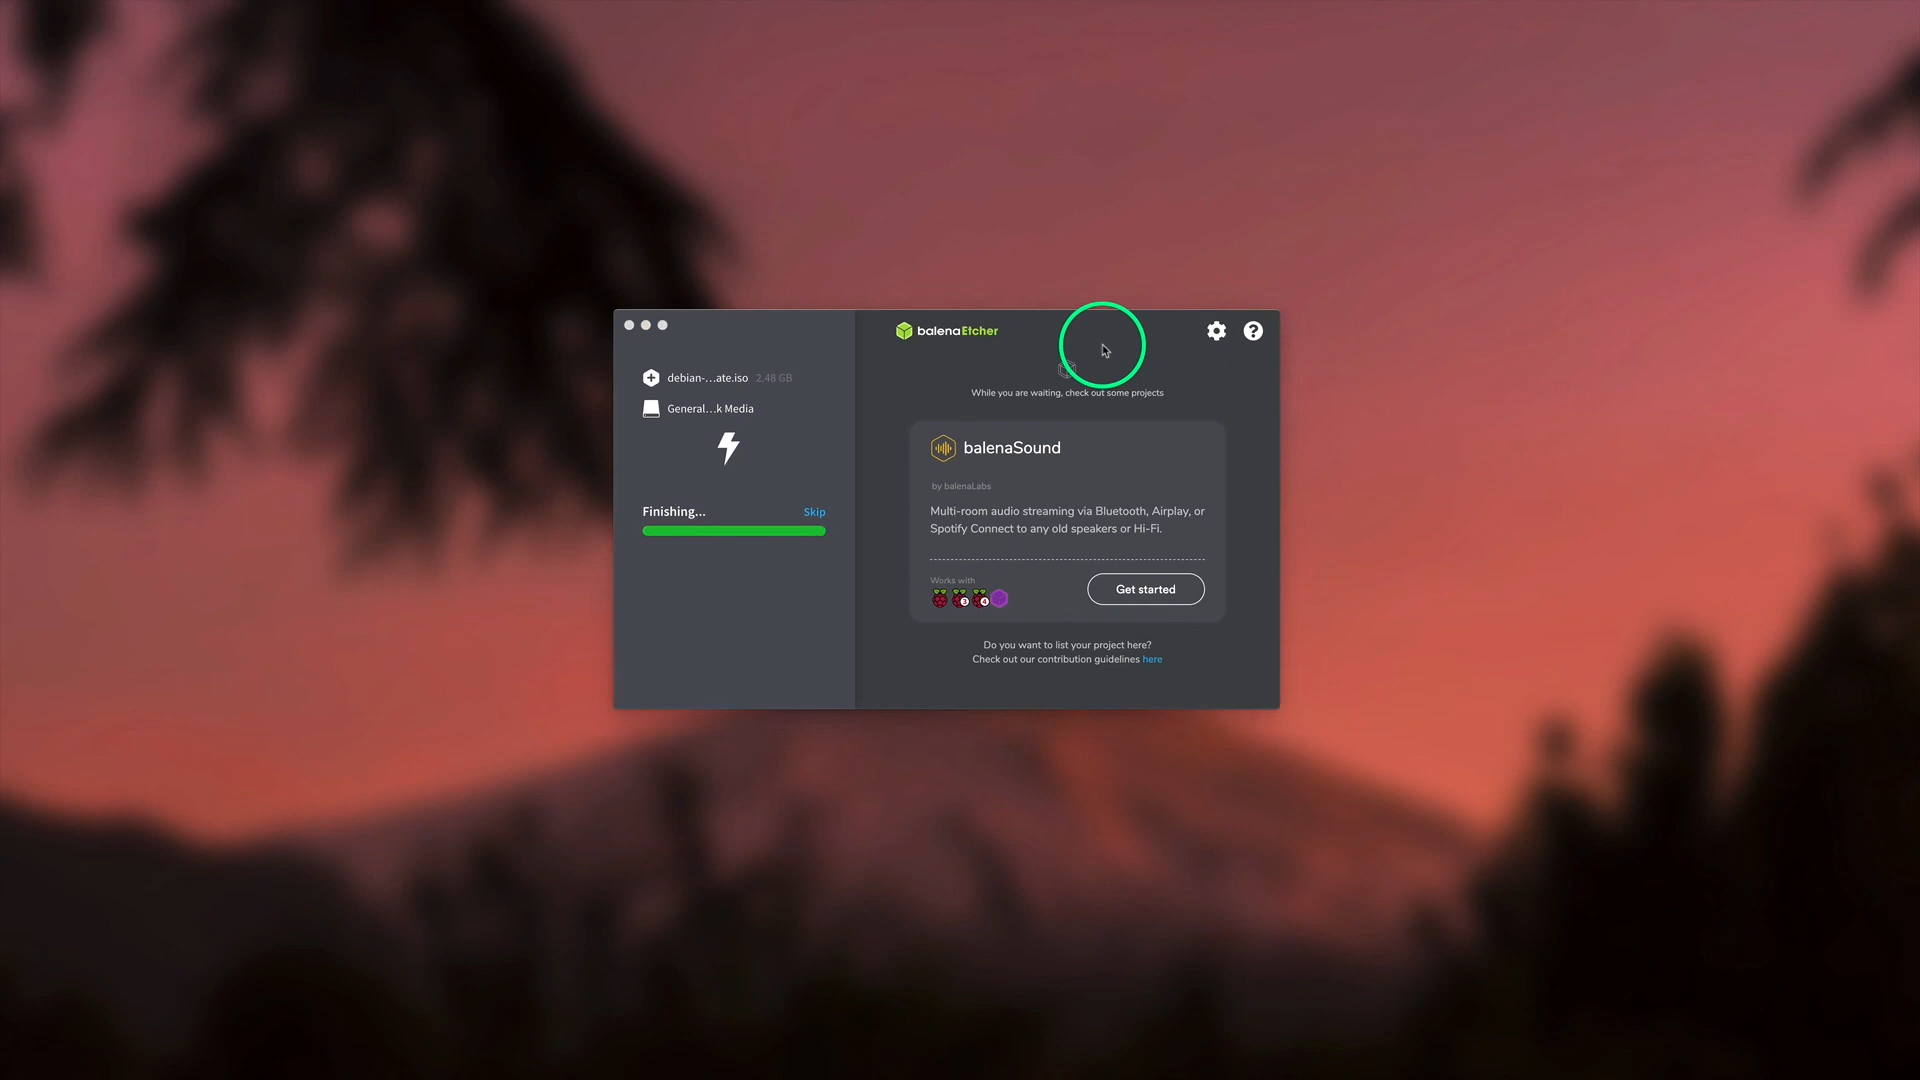 balenaEtcher
debian-...ate.iso 2.48 GB
General...k Media
Finishing... Skip
While you are waiting, check out some projects
balenaSound
by balenaLabs
Multi-room audio streaming via Bluetooth, Airplay, or
Spotify Connect to any old speakers or Hi-Fi.
Works with
3 4
Get started
Do you want to list your project here?
Check out our contribution guidelines here